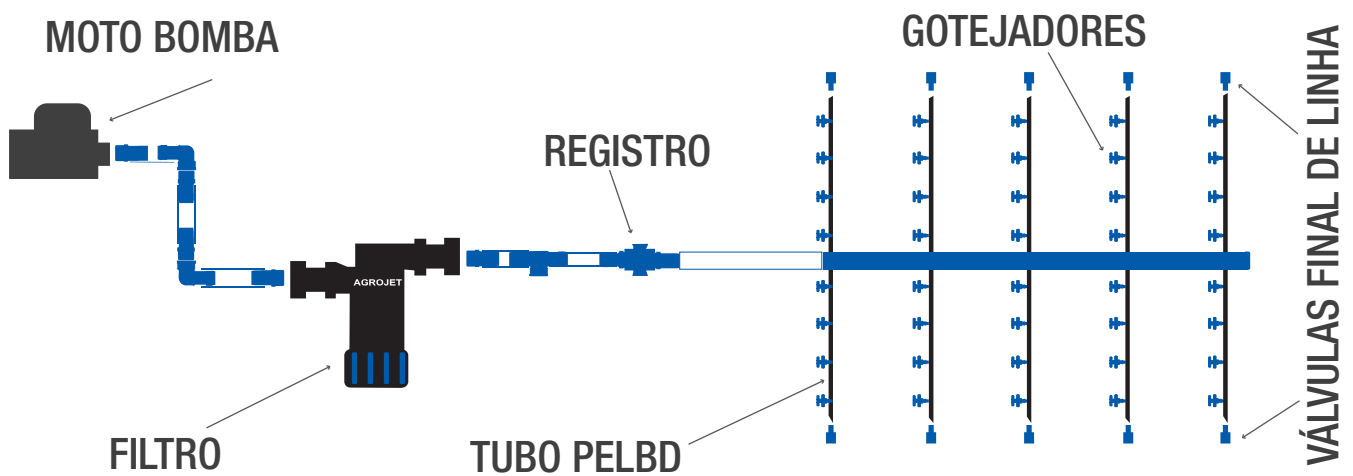 MOTO BOMBA
GOTEJADORES
VÁLVULAS FINAL DE LINHA
REGISTRO
AGROJET
FILTRO
TUBO PELBD